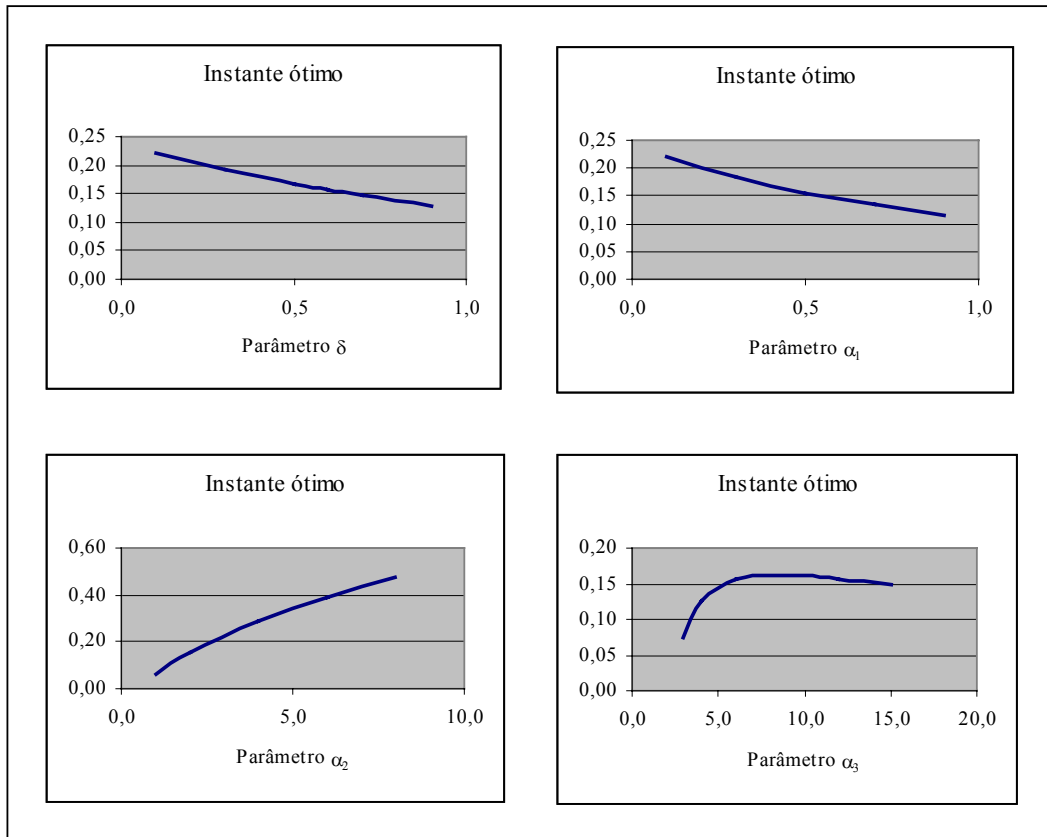 Instante ótimo
0,25
0,20
0,15
0,10
0,05
0,00
0,0 0,5 1,0
Parâmetro δ
Instante ótimo
0,25
0,20
0,15
0,10
0,05
0,00
0,0 0,5 1,0
Parâmetro α₁
Instante ótimo
0,60
0,40
0,20
0,00
0,0 5,0 10,0
Parâmetro α₂
Instante ótimo
0,20
0,15
0,10
0,05
0,00
0,0 5,0 10,0 15,0 20,0
Parâmetro α₃